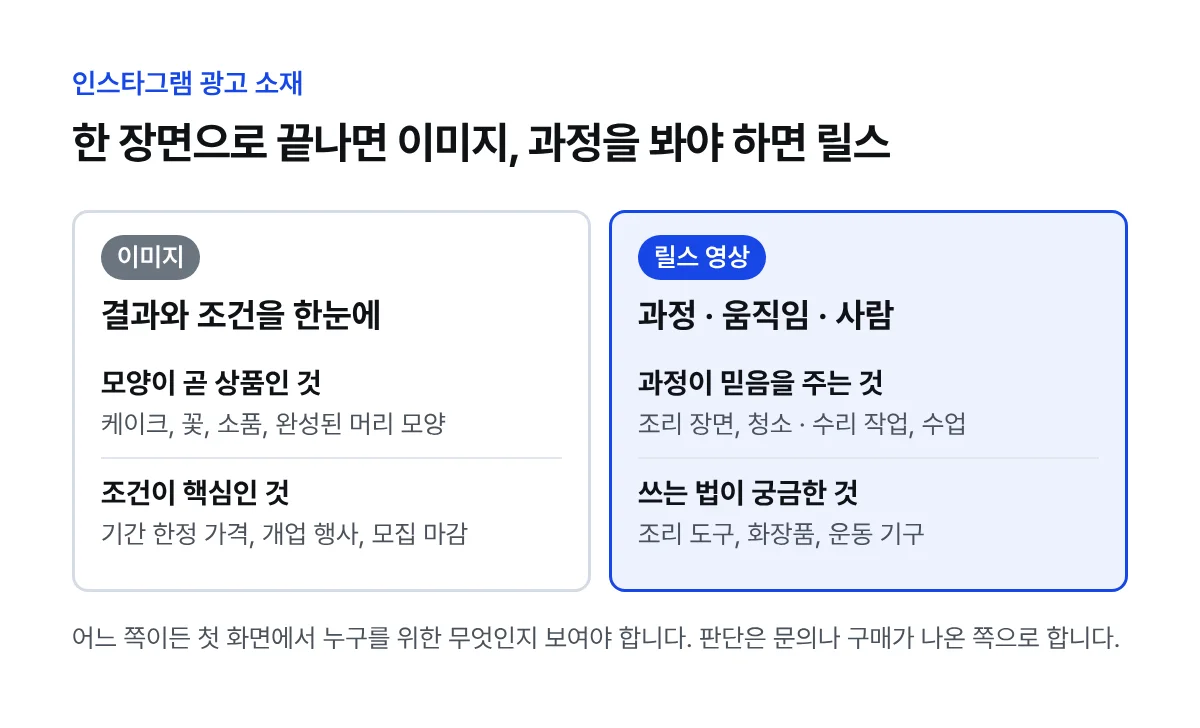 인스타그램 광고 소재
한 장면으로 끝나면 이미지, 과정을 봐야 하면 릴스
이미지
결과와 조건을 한눈에
모양이 곧 상품인 것
케이크, 꽃, 소품, 완성된 머리 모양
조건이 핵심인 것
기간 한정 가격, 개업 행사, 모집 마감
릴스 영상
과정 · 움직임 · 사람
과정이 믿음을 주는 것
조리 장면, 청소 · 수리 작업, 수업
쓰는 법이 궁금한 것
조리 도구, 화장품, 운동 기구
어느 쪽이든 첫 화면에서 누구를 위한 무엇인지 보여야 합니다. 판단은 문의나 구매가 나온 쪽으로 합니다.